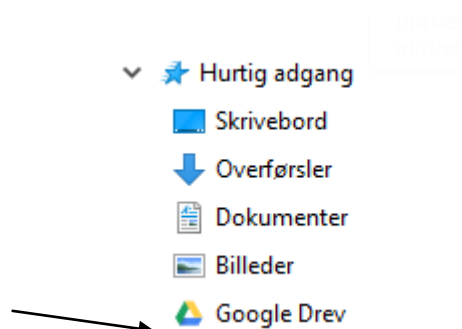 Hurtig adgang
Skrivebord
Overførsler
Dokumenter
Billeder
Google Drev